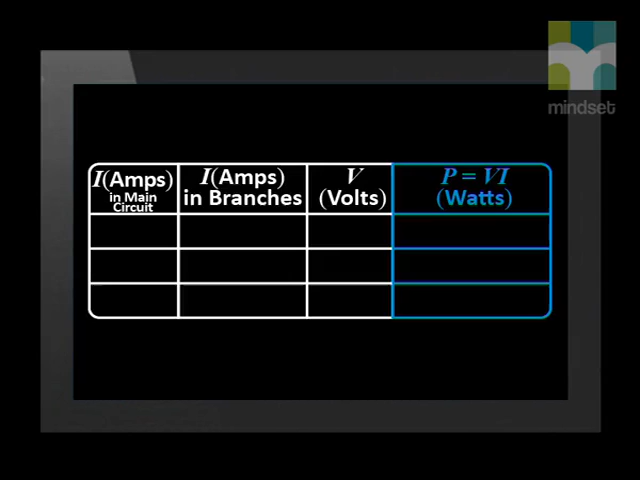 mindset
I(Amps)
in Main
Circuit
I(Amps)
in Branches
V
(Volts)
P = VI
(Watts)